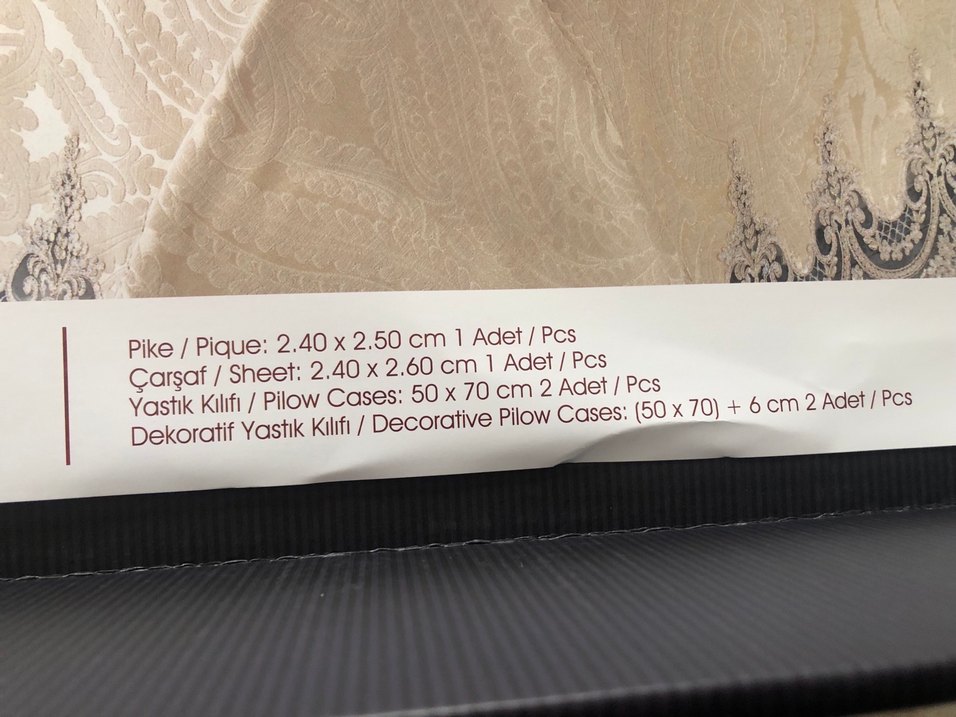 Pike / Pique: 2.40 x 2.50 cm 1 Adet / Pcs
Çarşaf / Sheet: 2.40 x 2.60 cm 1 Adet / Pcs
Yastık Kılıfı / Pillow Cases: 50 x 70 cm 2 Adet / Pcs
Dekoratif Yastık Kılıfı / Decorative Pillow Cases: (50 x 70) + 6 cm 2 Adet / Pcs